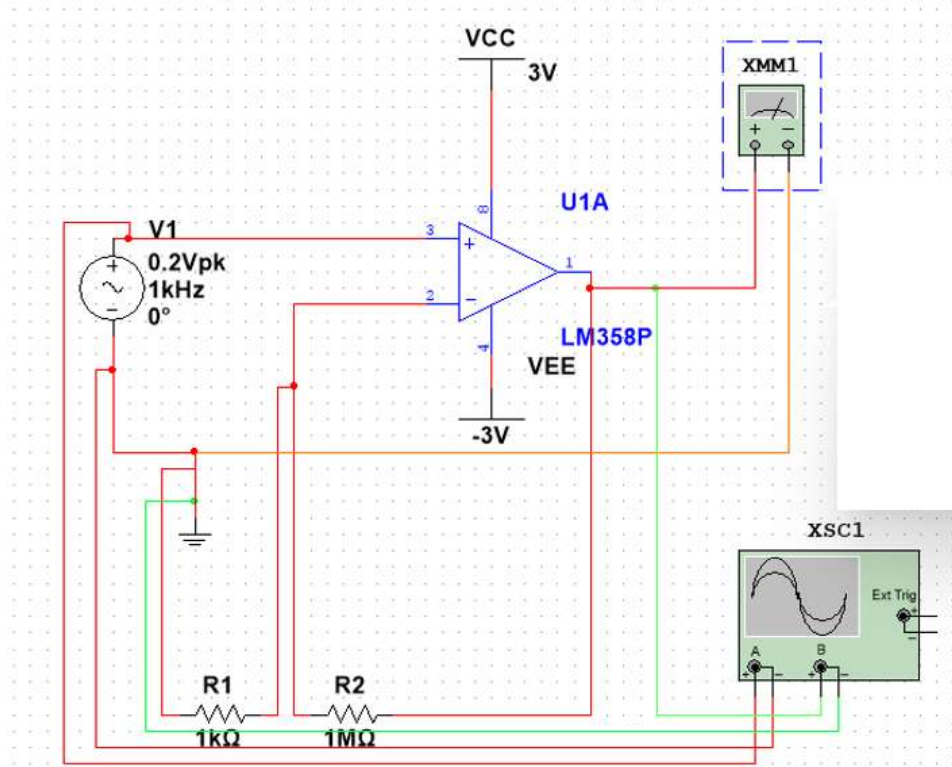 VCC
3V
XMM1
+ −
U1A
8
V1
3
+
0.2Vpk
+
1kHz
1
2
−
0°
−
LM358P
4
VEE
-3V
XSC1
Ext Trig
+
−
A
B
+ − + −
R1
R2
1kΩ
1MΩ